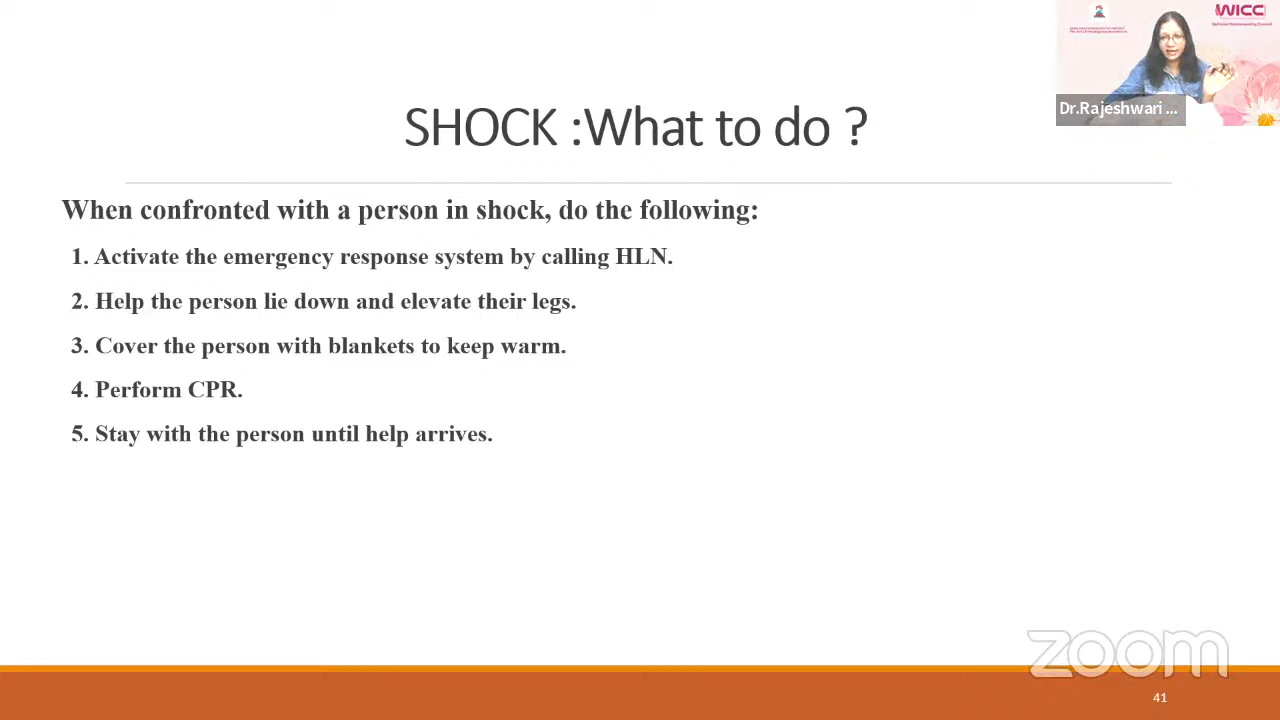 WICC
SHOCK :What to do ?
Dr.Rajeshwari ...
When confronted with a person in shock, do the following:
1. Activate the emergency response system by calling HLN.
2. Help the person lie down and elevate their legs.
3. Cover the person with blankets to keep warm.
4. Perform CPR.
5. Stay with the person until help arrives.
zoom
41